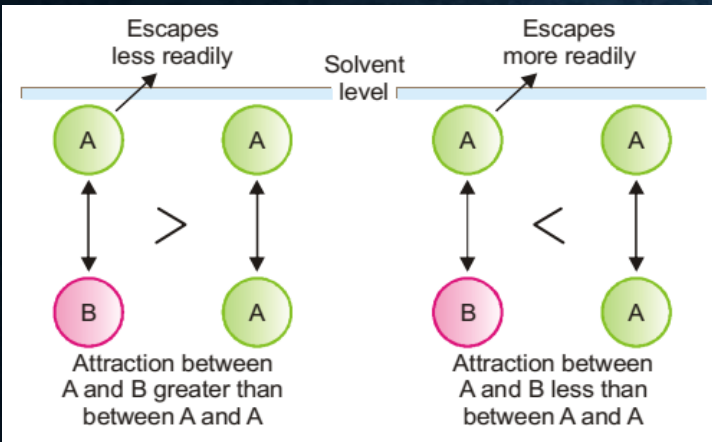 Escapes
less readily
Solvent
level
Escapes
more readily
A
A
A
A
>
<
B
A
B
A
Attraction between
A and B greater than
between A and A
Attraction between
A and B less than
between A and A